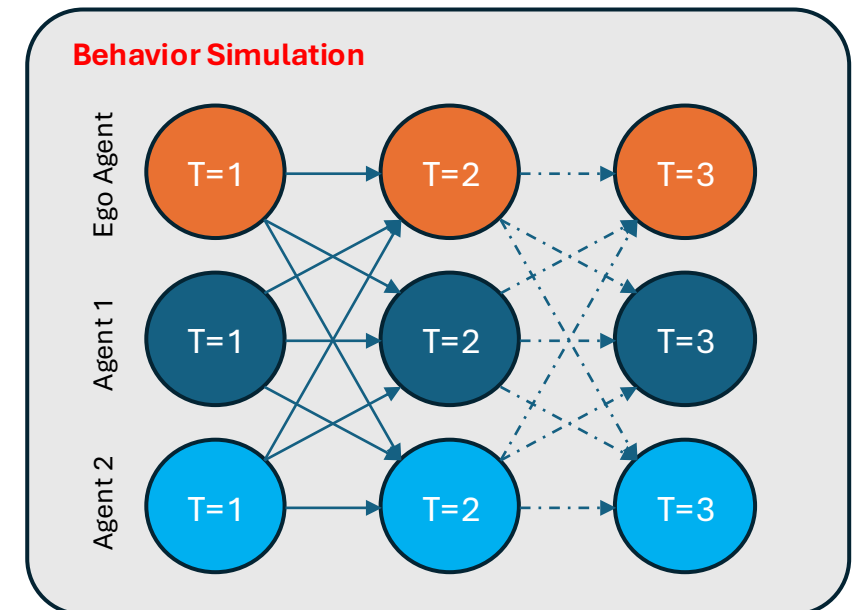 Behavior Simulation
Ego Agent
T=1
T=2
T=3
Agent 1
T=1
T=2
T=3
Agent 2
T=1
T=2
T=3